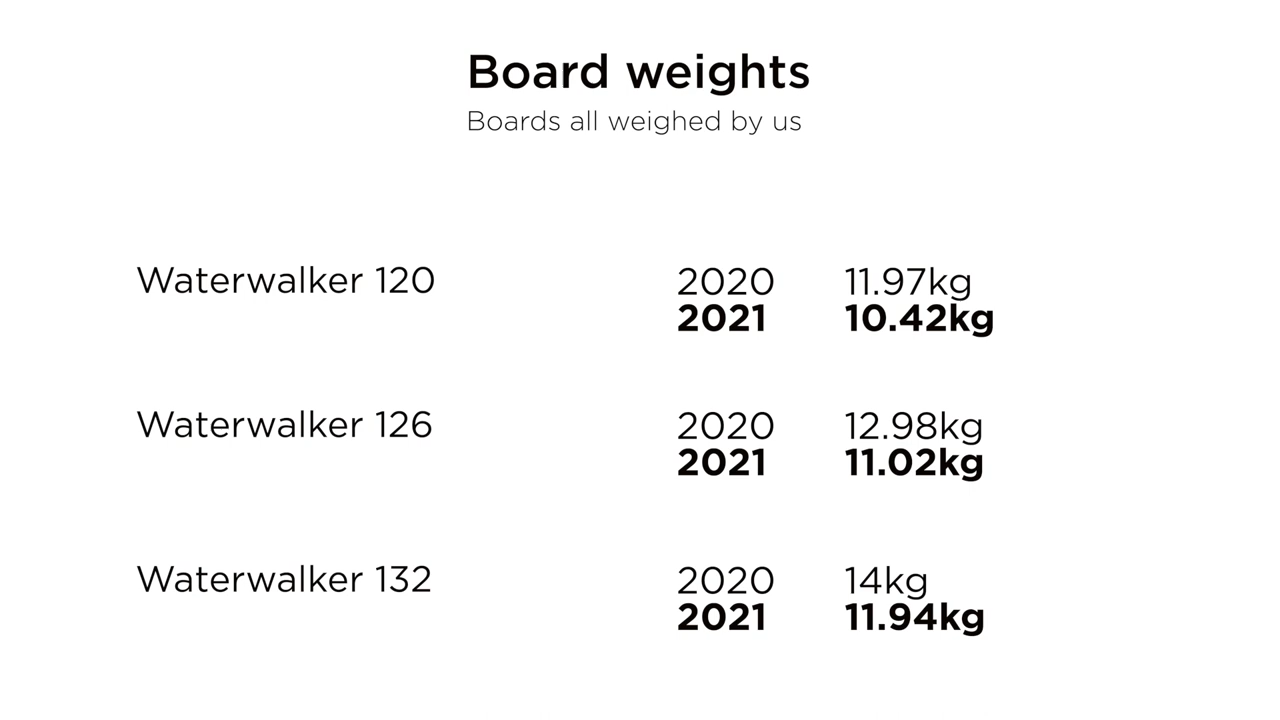 Board weights
Boards all weighed by us
Waterwalker 120 2020 11.97kg
2021 10.42kg
Waterwalker 126 2020 12.98kg
2021 11.02kg
Waterwalker 132 2020 14kg
2021 11.94kg